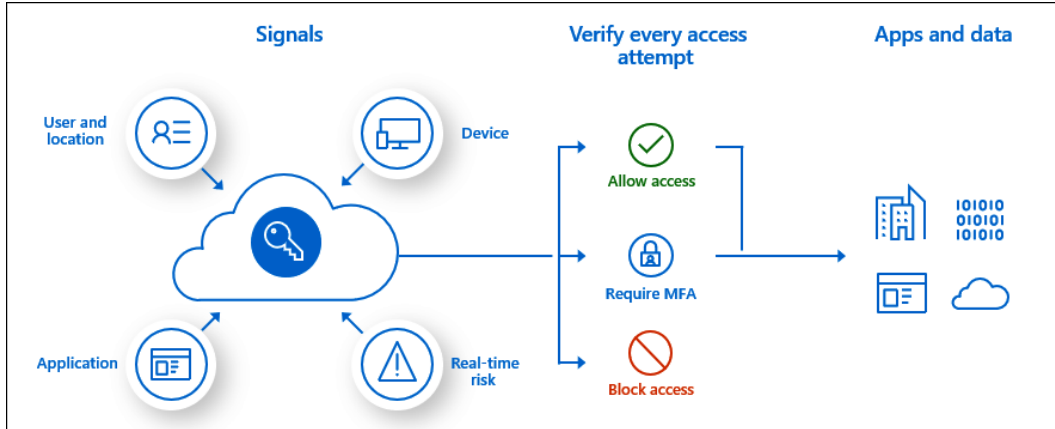 Signals
Verify every access
attempt
Apps and data
User and
location
Device
Allow access
101010
010101
101010
Require MFA
Application
Real-time
risk
Block access